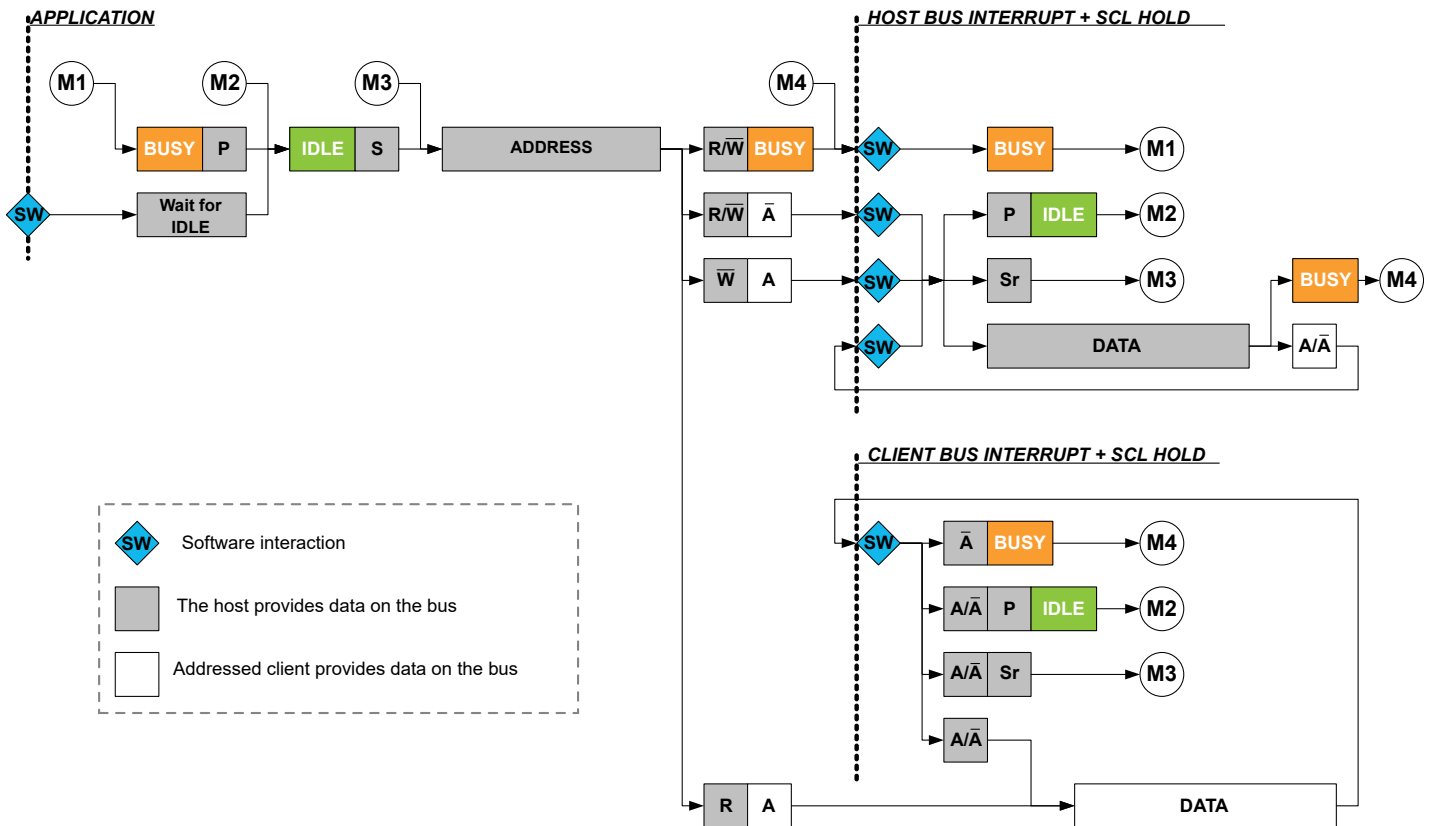 APPLICATION
HOST BUS INTERRUPT + SCL HOLD
M1
M2
M3
M4
BUSY P
IDLE S
ADDRESS
R/W̅ BUSY
SW
BUSY
M1
SW
Wait for
IDLE
R/W̅ A̅
SW
P IDLE
M2
W̅ A
SW
Sr
M3
BUSY
M4
SW
DATA
A/A̅
CLIENT BUS INTERRUPT + SCL HOLD
SW
A̅ BUSY
M4
A/A̅ P IDLE
M2
A/A̅ Sr
M3
A/A̅
R A
DATA
SW Software interaction
The host provides data on the bus
Addressed client provides data on the bus